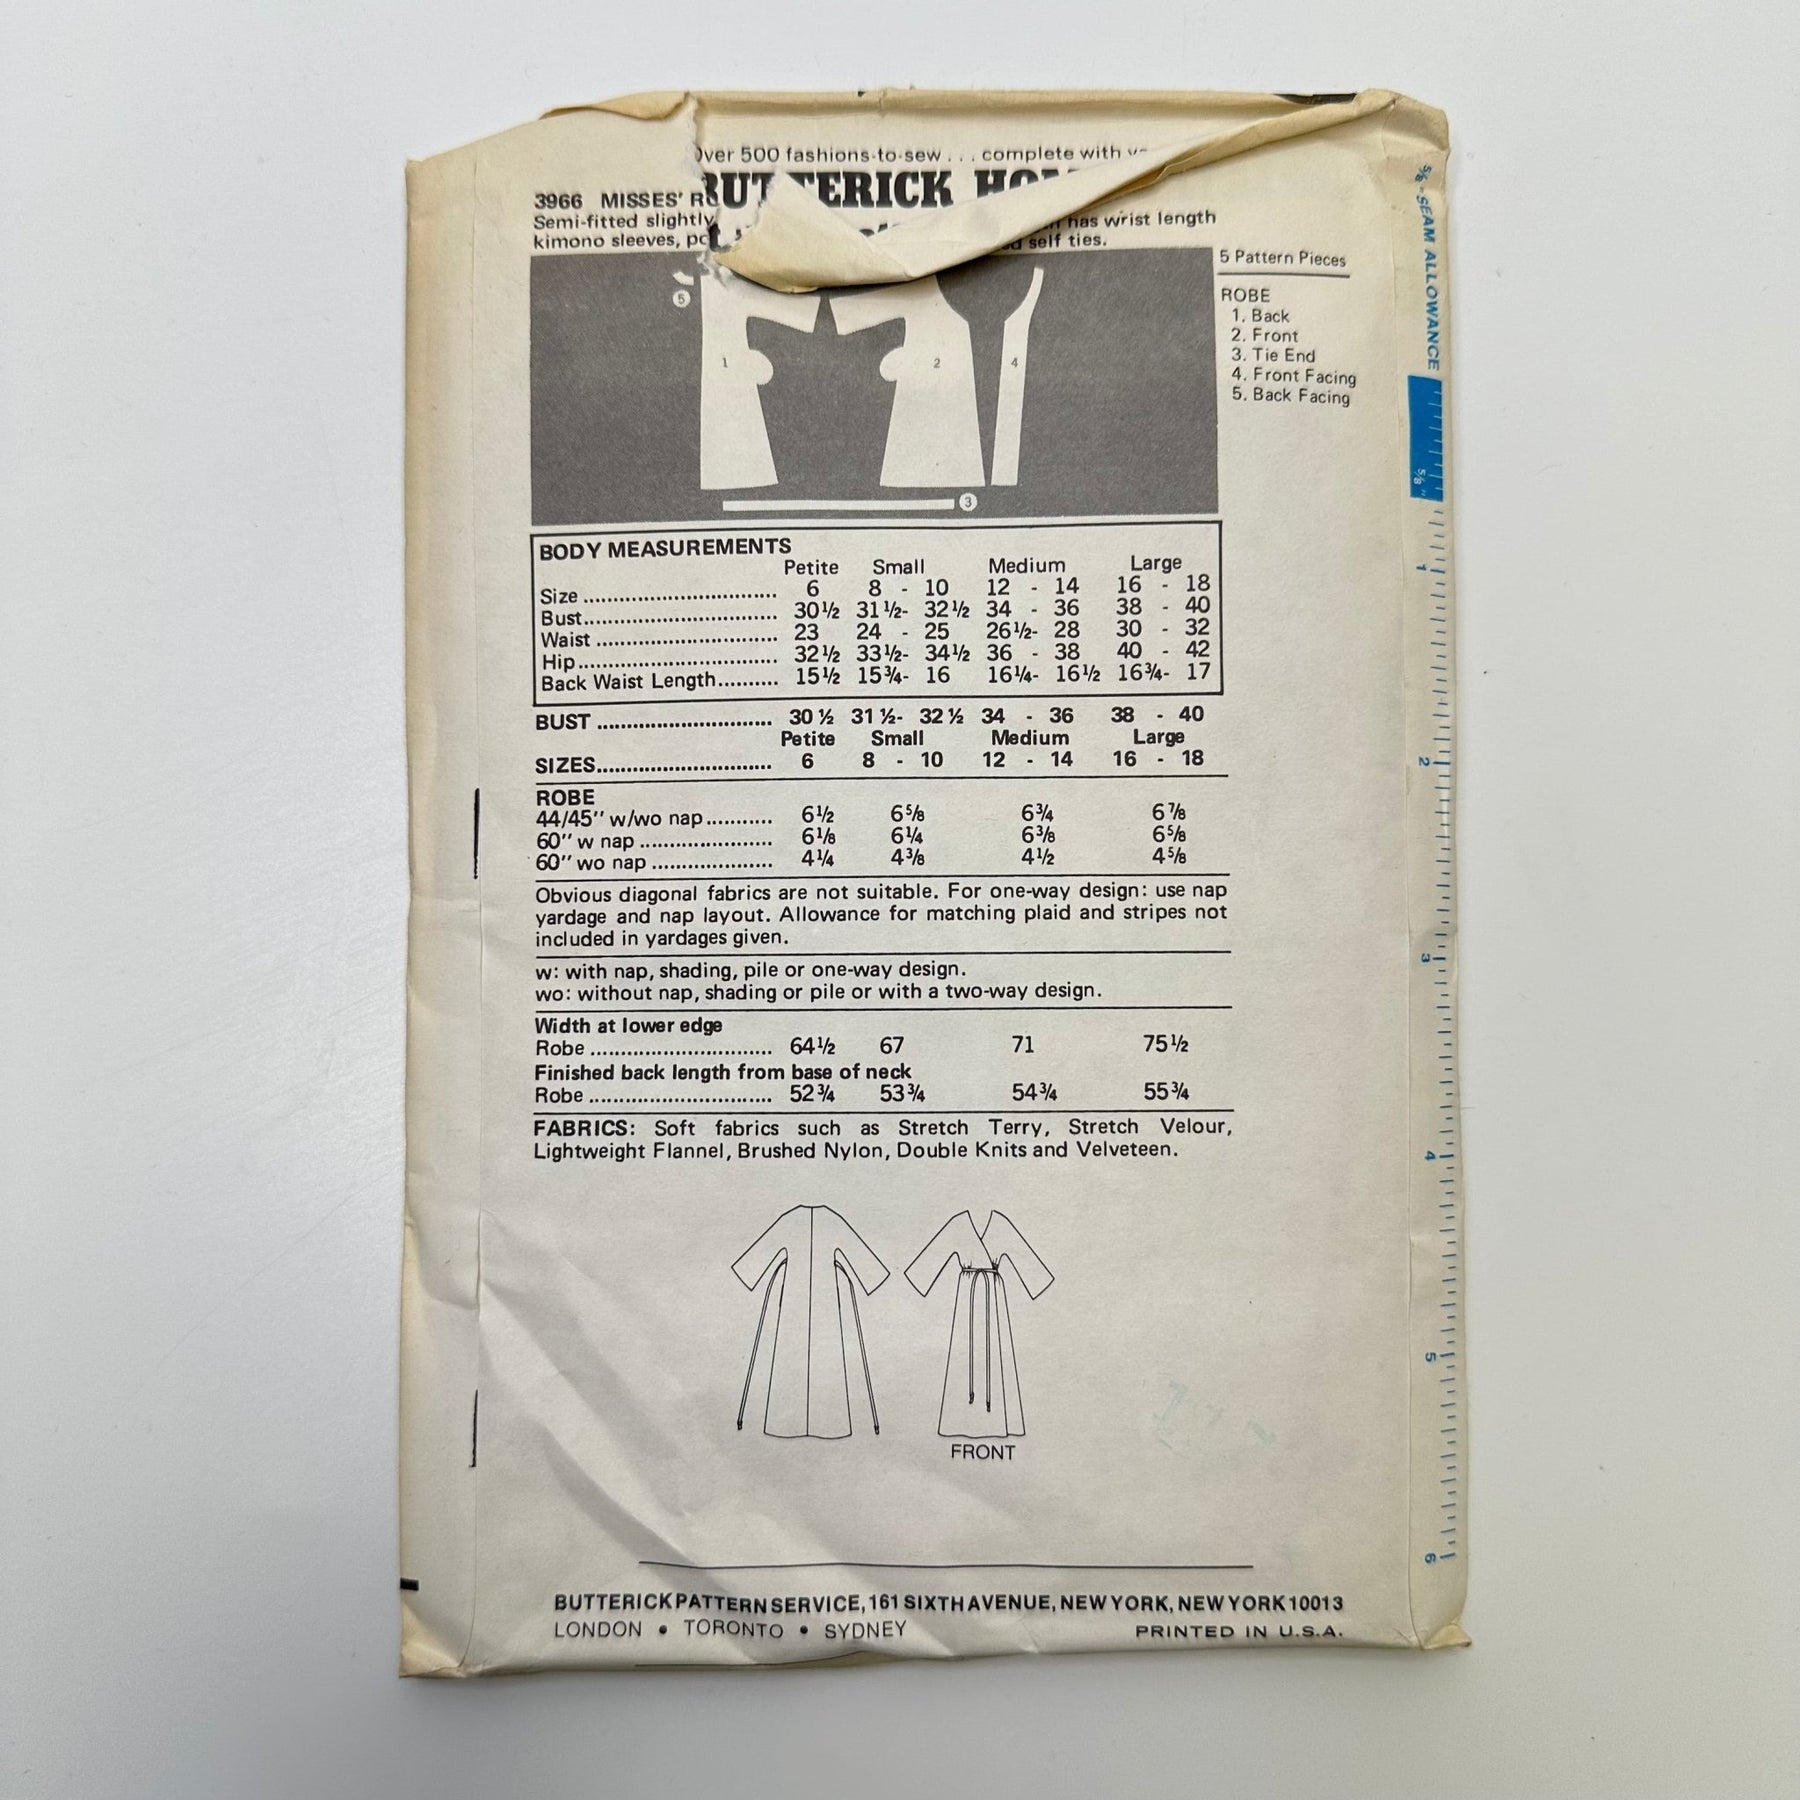 over 500 fashions-to-sew . . . complete with
BUTTERICK HOM
3966 MISSES' RO
Semi-fitted slightly has wrist length
kimono sleeves, po self ties.
5 Pattern Pieces
ROBE
1. Back
2. Front
3. Tie End
4. Front Facing
5. Back Facing
5
1
2
4
3
BODY MEASUREMENTS
Petite Small Medium Large
Size .............................. 6 8 - 10 12 - 14 16 - 18
Bust.............................. 30½ 31½- 32½ 34 - 36 38 - 40
Waist ............................ 23 24 - 25 26½- 28 30 - 32
Hip................................ 32½ 33½- 34½ 36 - 38 40 - 42
Back Waist Length.......... 15½ 15¾- 16 16¼- 16½ 16¾- 17
BUST ............................ 30 ½ 31 ½- 32 ½ 34 - 36 38 - 40
Petite Small Medium Large
SIZES............................ 6 8 - 10 12 - 14 16 - 18
ROBE
44/45" w/wo nap........... 6½ 6⅝ 6¾ 6⅞
60" w nap ...................... 6⅛ 6¼ 6⅜ 6⅝
60" wo nap .................... 4¼ 4⅜ 4½ 4⅝
Obvious diagonal fabrics are not suitable. For one-way design: use nap
yardage and nap layout. Allowance for matching plaid and stripes not
included in yardages given.
w: with nap, shading, pile or one-way design.
wo: without nap, shading or pile or with a two-way design.
Width at lower edge
Robe .............................. 64½ 67 71 75½
Finished back length from base of neck
Robe .............................. 52¾ 53¾ 54¾ 55¾
FABRICS: Soft fabrics such as Stretch Terry, Stretch Velour,
Lightweight Flannel, Brushed Nylon, Double Knits and Velveteen.
FRONT
BUTTERICK PATTERN SERVICE, 161 SIXTH AVENUE, NEW YORK, NEW YORK 10013
LONDON • TORONTO • SYDNEY PRINTED IN U.S.A.
⅝" SEAM ALLOWANCE
⅝"
1
2
3
4
5
6